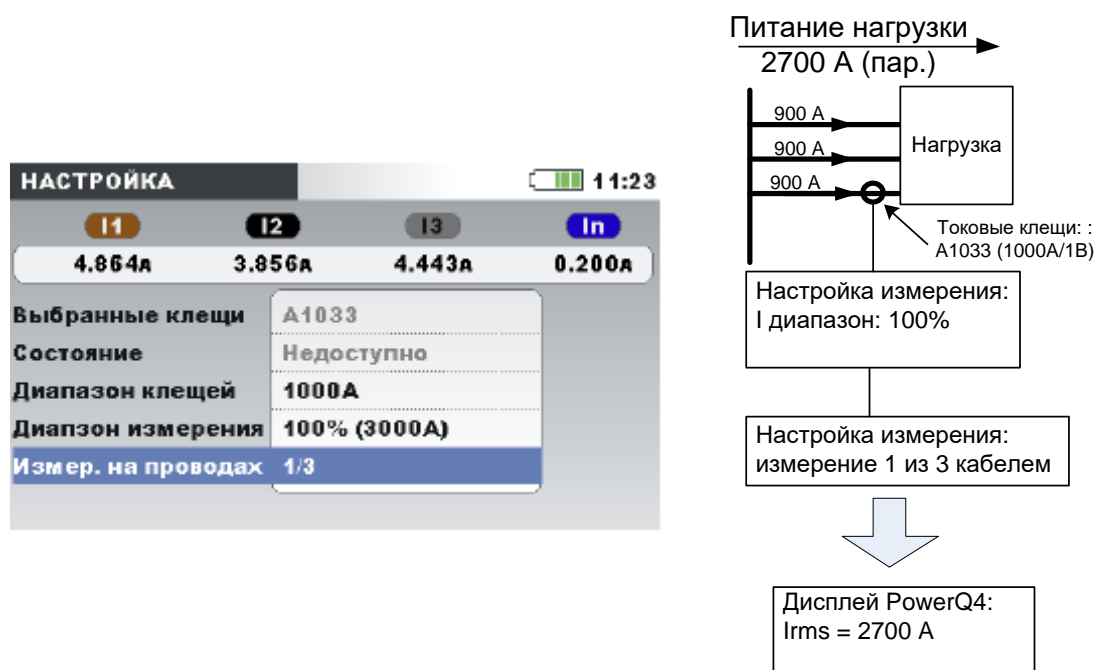 НАСТРОЙКА
11:23
I1 I2 I3 In
4.864A 3.856A 4.443A 0.200A
Выбранные клещи A1033
Состояние Недоступно
Диапазон клещей 1000A
Диапзон измерения 100% (3000A)
Измер. на проводах 1/3
Питание нагрузки
2700 А (пар.)
900 А
900 А
900 А
Нагрузка
Токовые клещи: :
А1033 (1000А/1В)
Настройка измерения:
I диапазон: 100%
Настройка измерения:
измерение 1 из 3 кабелем
Дисплей PowerQ4:
Irms = 2700 A